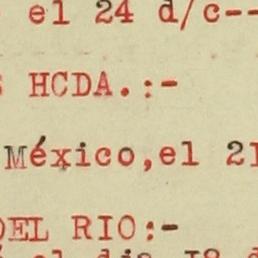 el 24 d/c--
HCDA.:-
México,el 21
DEL RIO:-